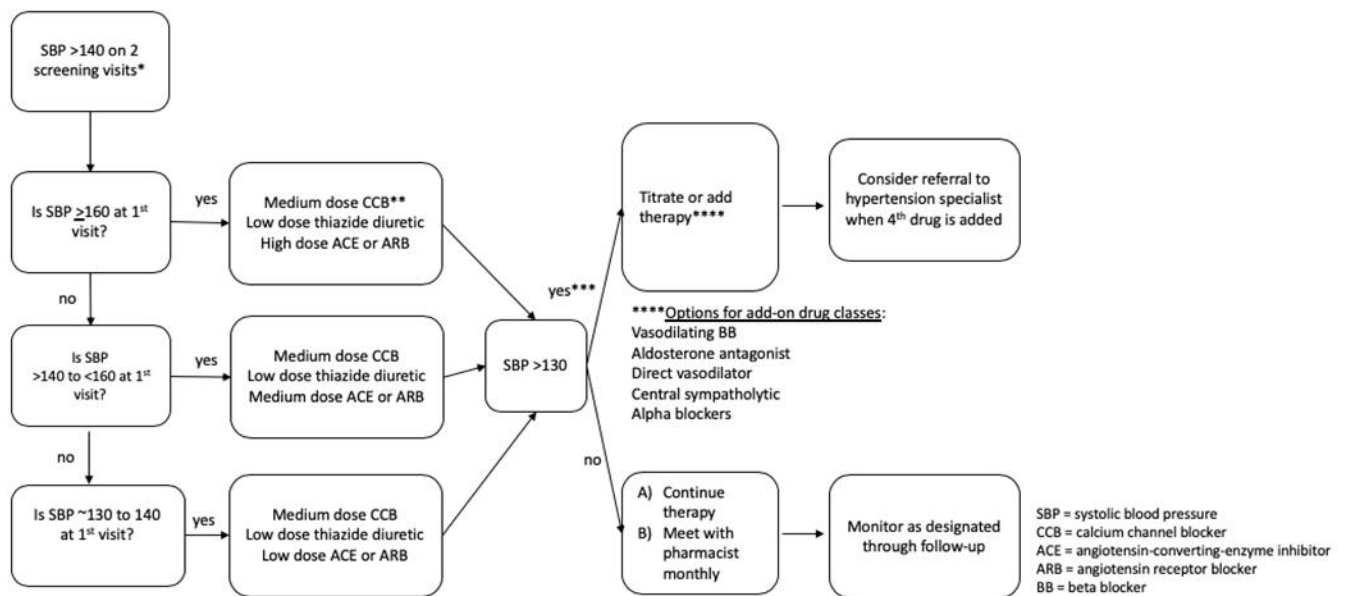 SBP >140 on 2
screening visits*
Is SBP ≥160 at 1st
visit?
yes
Medium dose CCB**
Low dose thiazide diuretic
High dose ACE or ARB
no
Is SBP
>140 to <160 at 1st
visit?
yes
Medium dose CCB
Low dose thiazide diuretic
Medium dose ACE or ARB
no
Is SBP ~130 to 140
at 1st visit?
yes
Medium dose CCB
Low dose thiazide diuretic
Low dose ACE or ARB
SBP >130
yes***
Titrate or add
therapy****
Consider referral to
hypertension specialist
when 4th drug is added
****Options for add-on drug classes:
Vasodilating BB
Aldosterone antagonist
Direct vasodilator
Central sympatholytic
Alpha blockers
no
A) Continue
therapy
B) Meet with
pharmacist
monthly
Monitor as designated
through follow-up
SBP = systolic blood pressure
CCB = calcium channel blocker
ACE = angiotensin-converting-enzyme inhibitor
ARB = angiotensin receptor blocker
BB = beta blocker